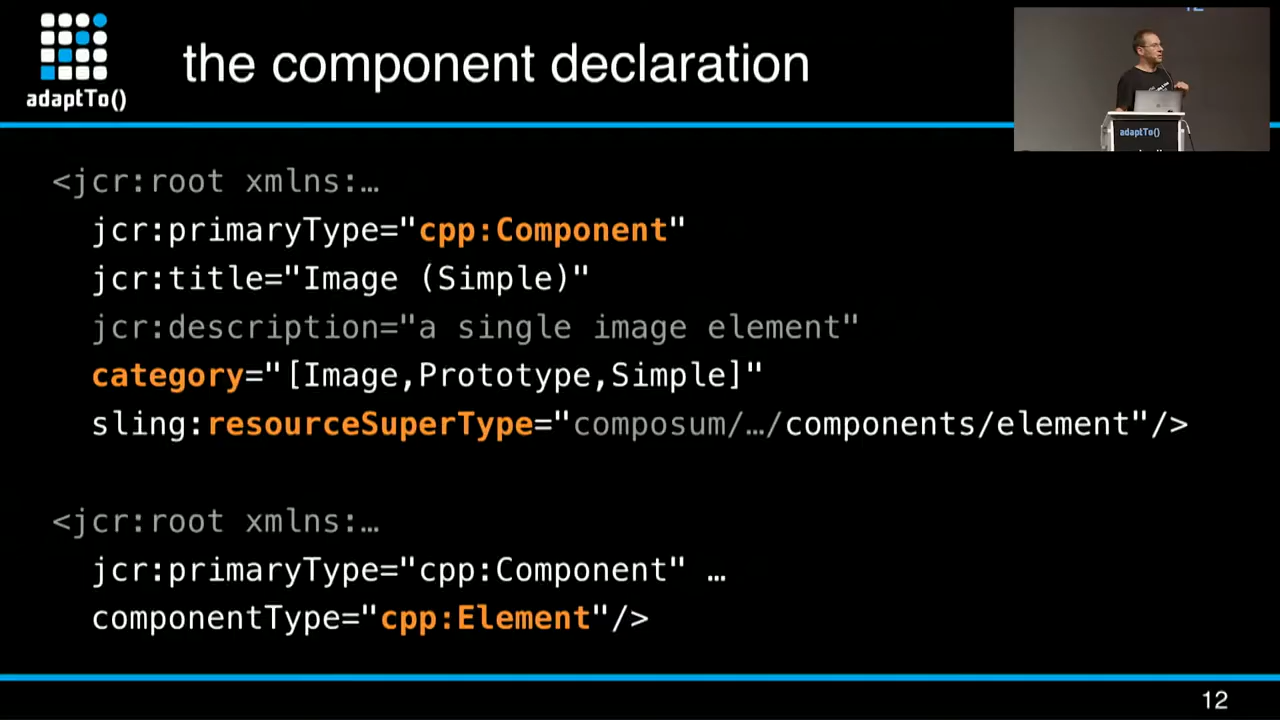 adaptTo()
the component declaration
adaptTo()
<jcr:root xmlns:…
jcr:primaryType="cpp:Component"
jcr:title="Image (Simple)"
jcr:description="a single image element"
category="[Image,Prototype,Simple]"
sling:resourceSuperType="composum/…/components/element"/>
<jcr:root xmlns:…
jcr:primaryType="cpp:Component" …
componentType="cpp:Element"/>
12